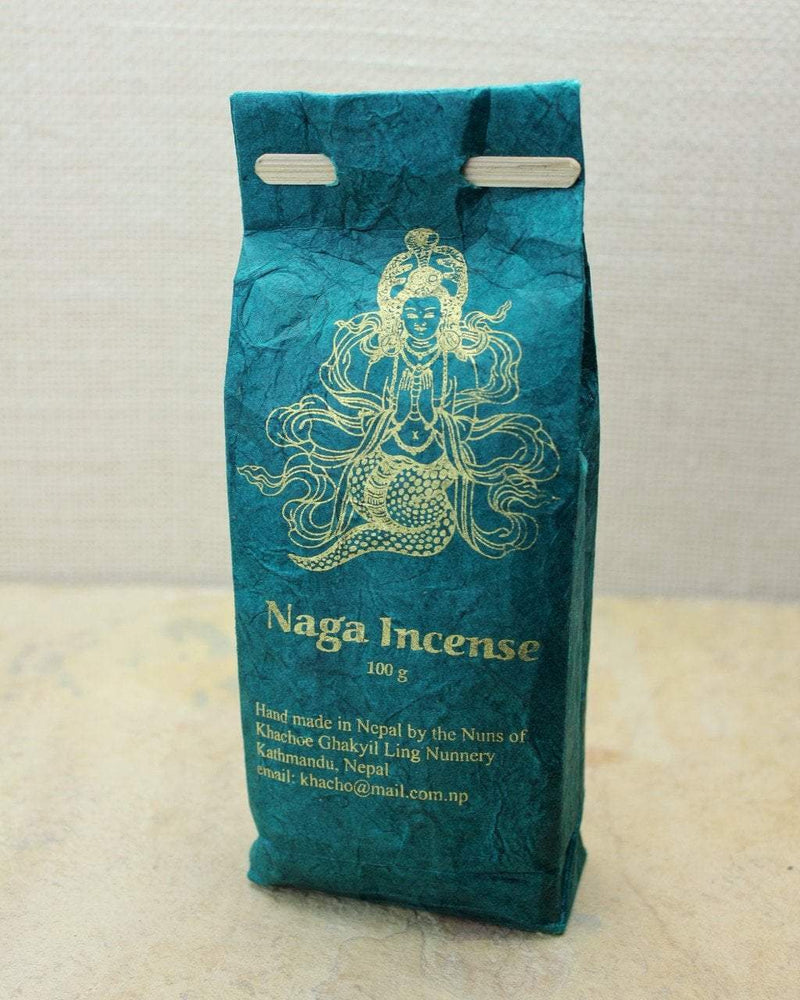 Naga Incense
100 g
Hand made in Nepal by the Nuns of
Khachoe Ghakyil Ling Nunnery
Kathmandu, Nepal
email: khacho@mail.com.np